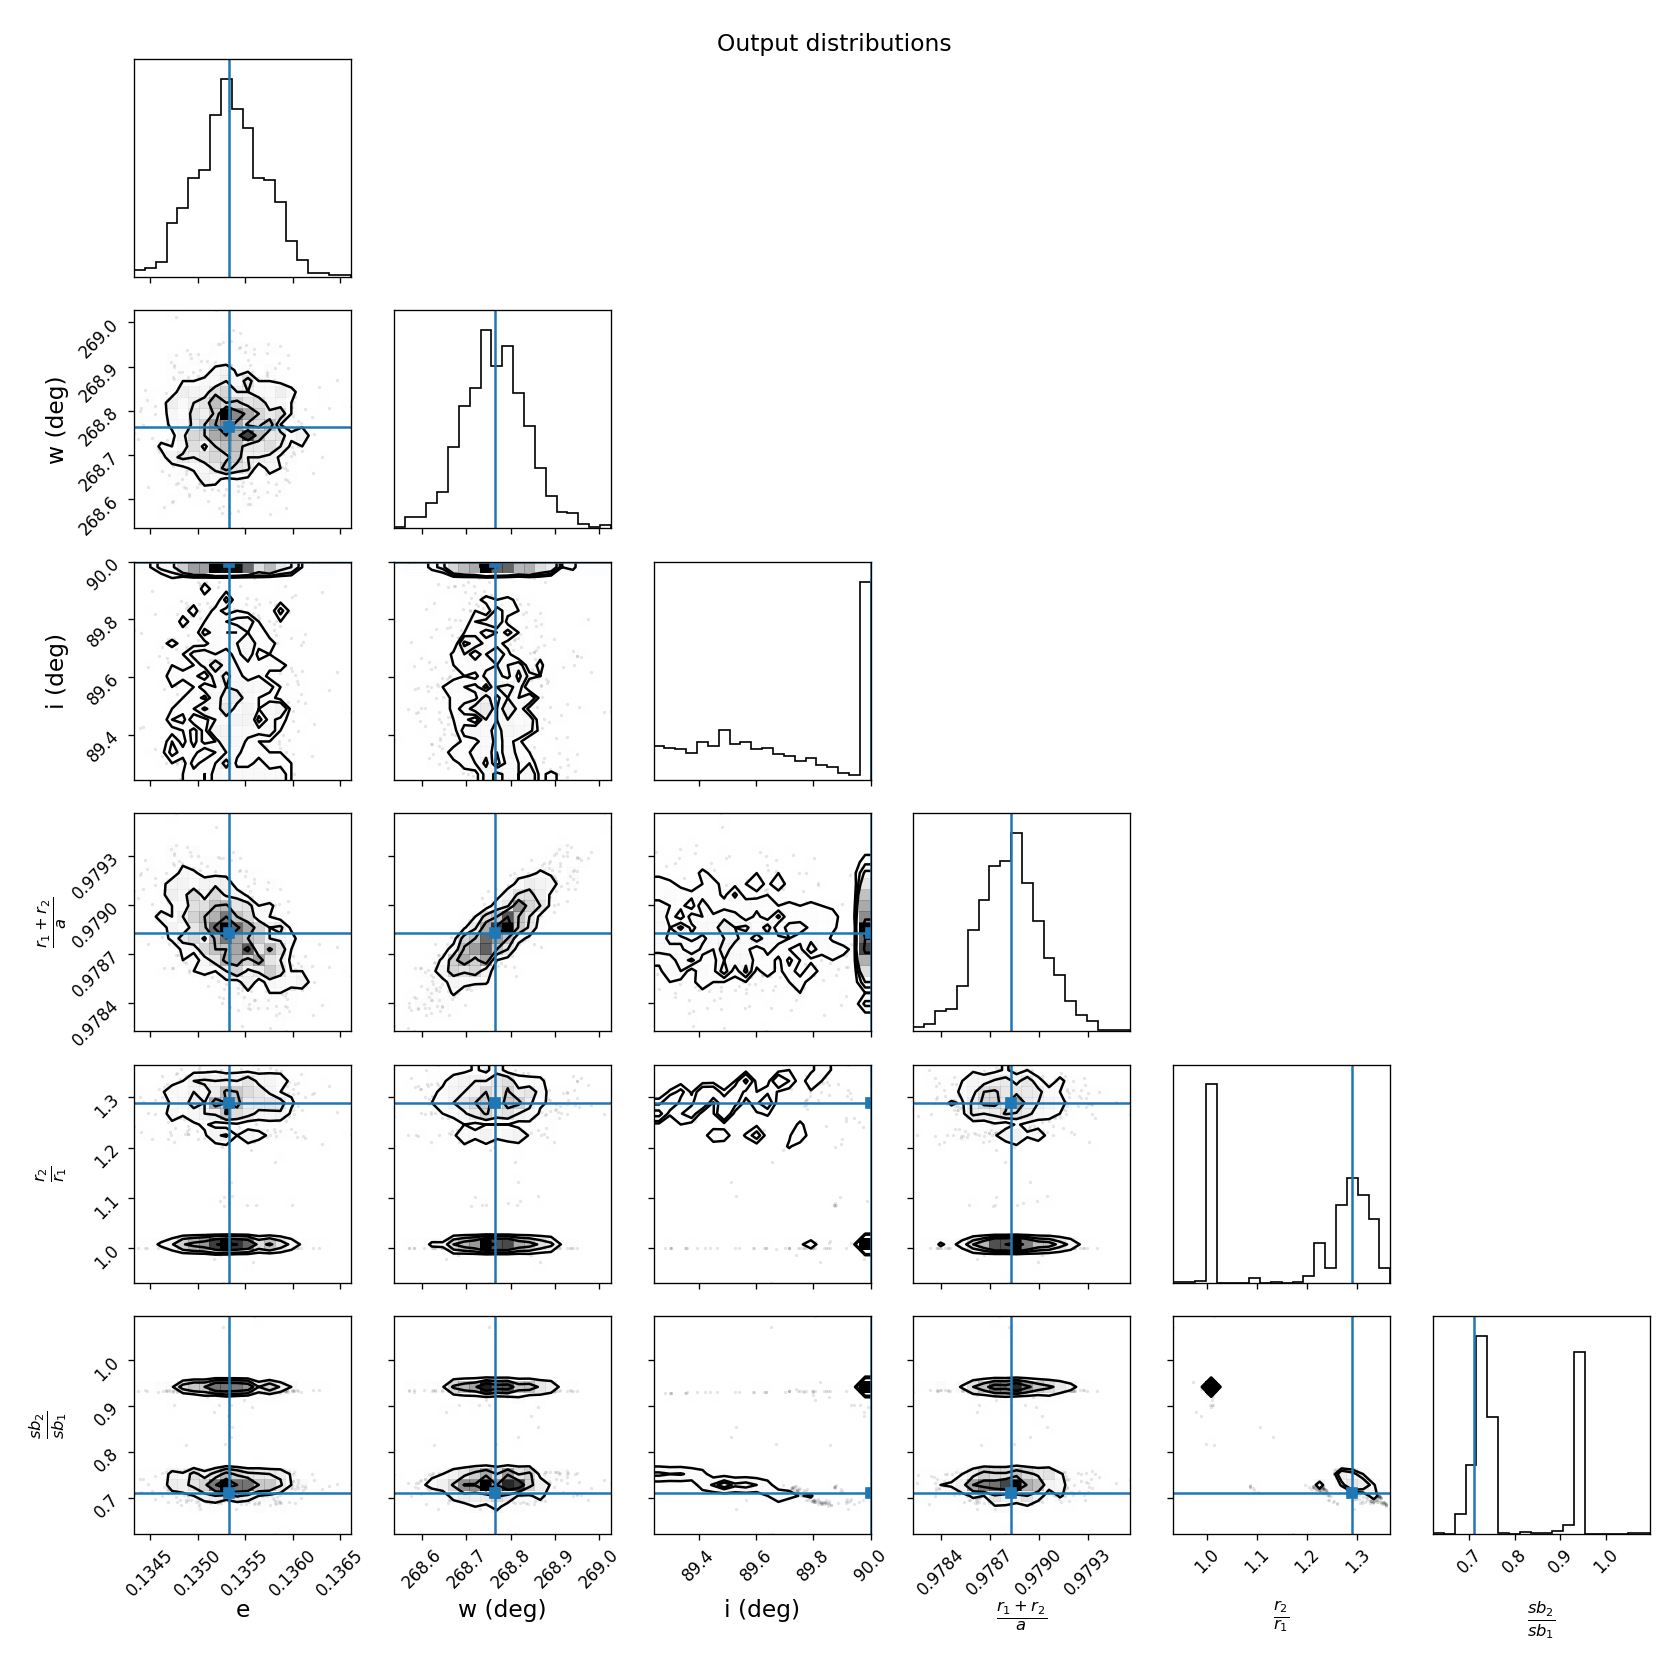 Output distributions
w (deg)
269.0
268.9
268.8
268.7
268.6
i (deg)
90.0
89.8
89.6
89.4
r₁ + r₂
a
0.9793
0.9790
0.9787
0.9784
r₂
r₁
1.3
1.2
1.1
1.0
sb₂
sb₁
1.0
0.9
0.8
0.7
0.1345 0.1350 0.1355 0.1360 0.1365 268.6 268.7 268.8 268.9 269.0 89.4 89.6 89.8 90.0 0.9784 0.9787 0.9790 0.9793 1.0 1.1 1.2 1.3 0.7 0.8 0.9 1.0
e w (deg) i (deg)
r₁ + r₂
a
r₂
r₁
sb₂
sb₁